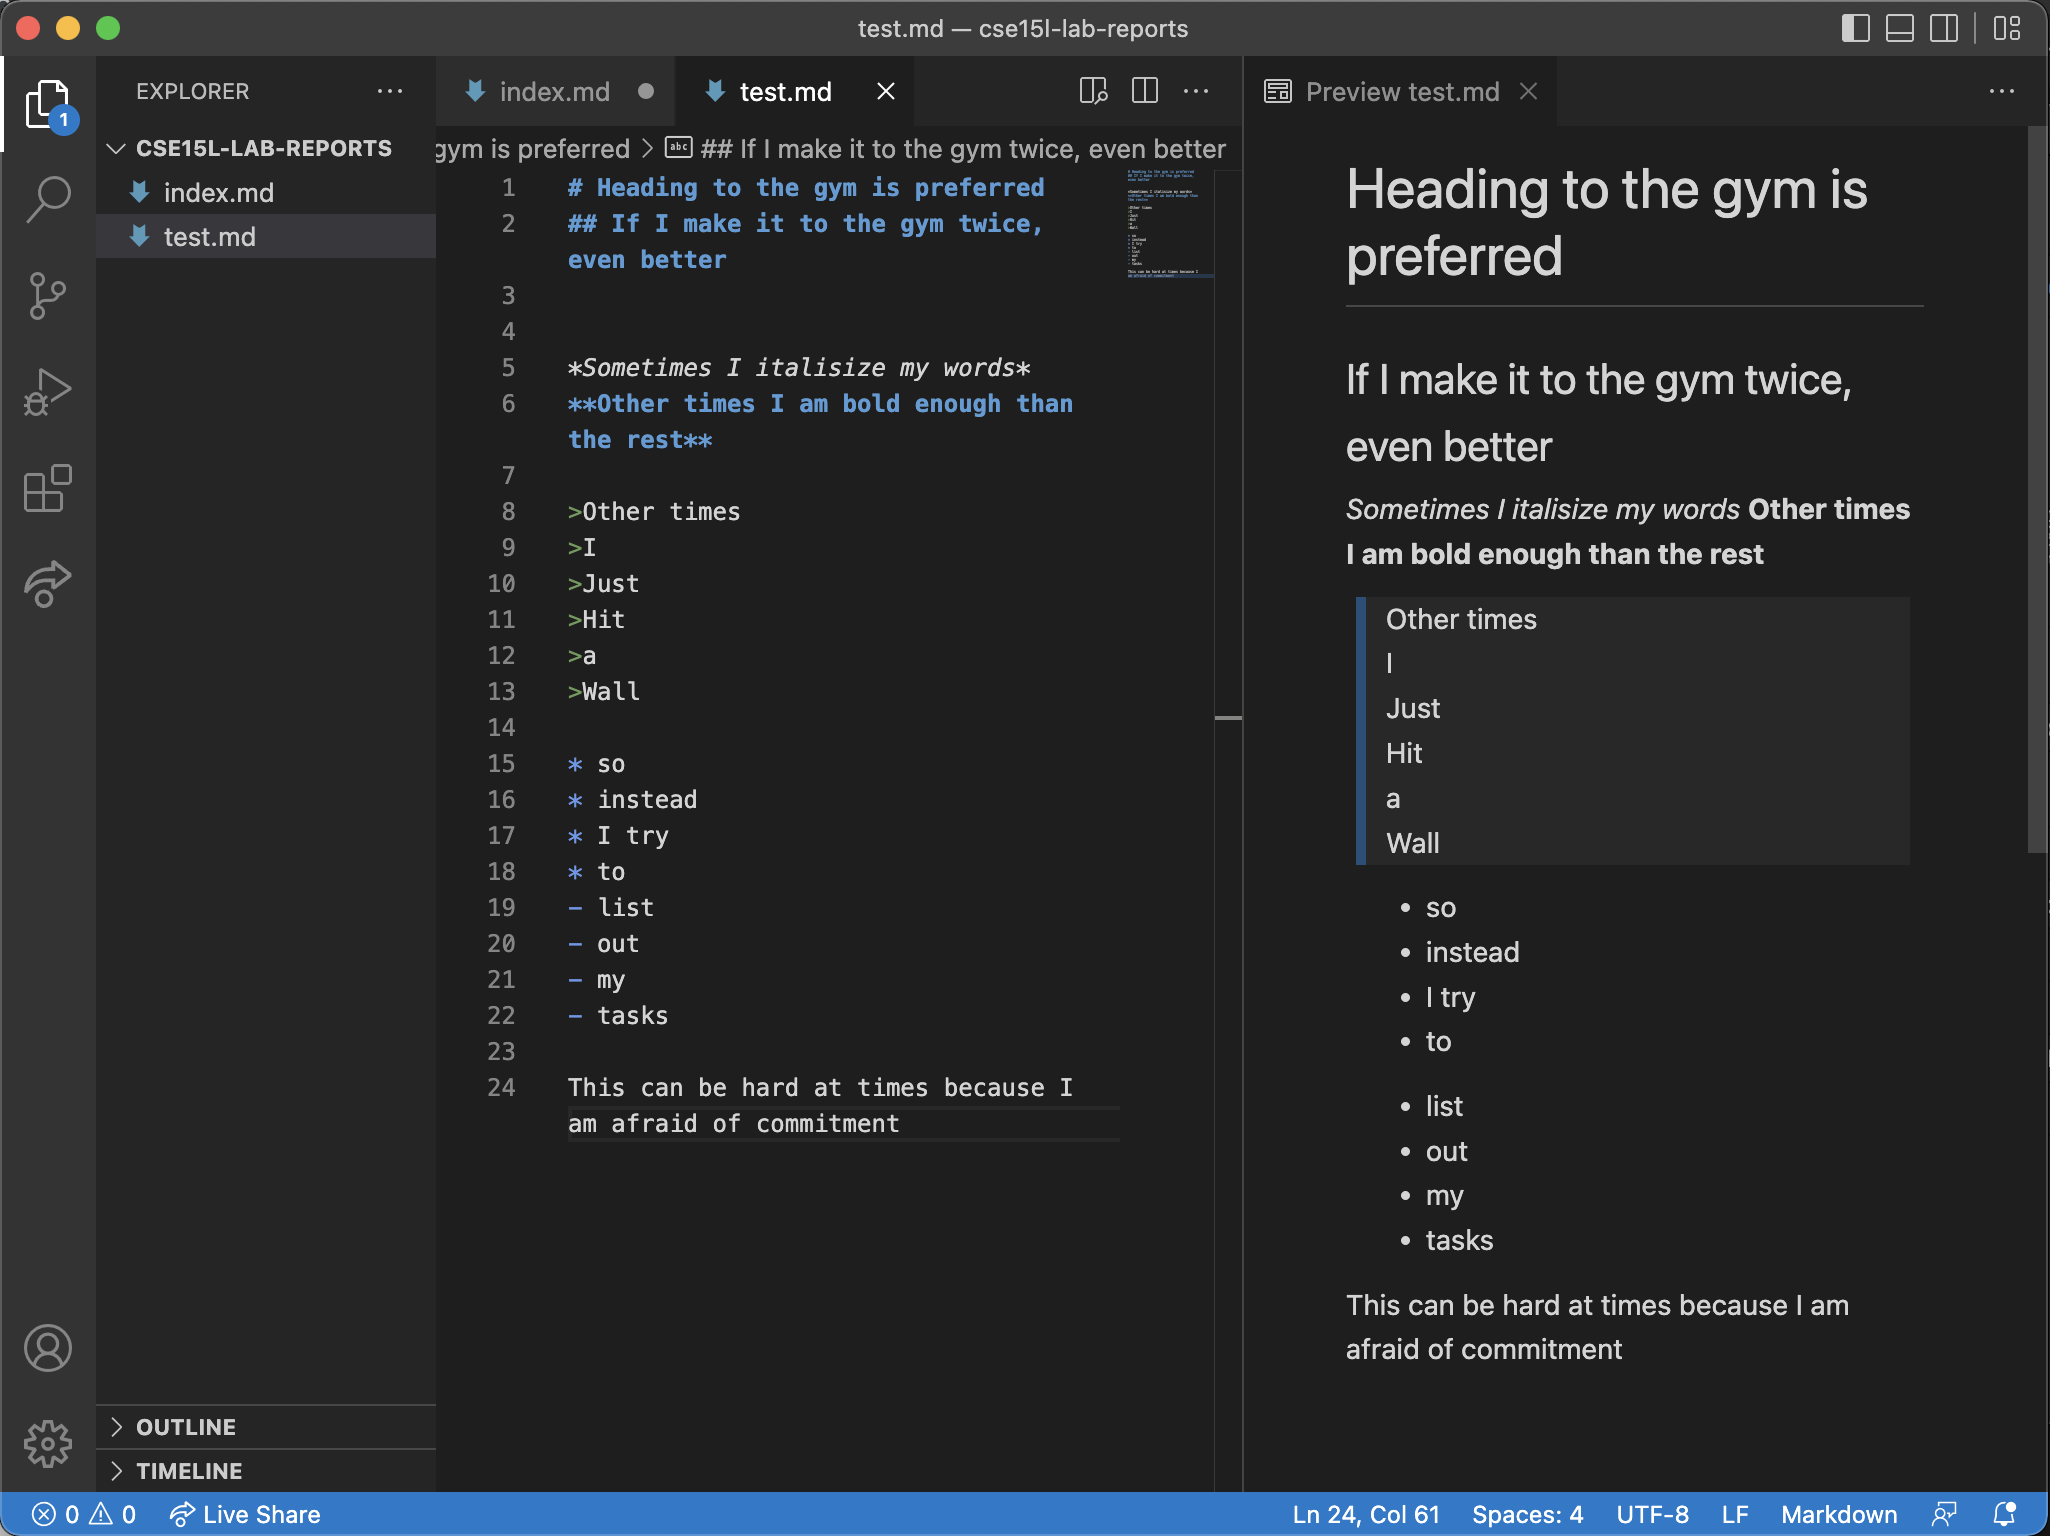 test.md — cse15l-lab-reports
EXPLORER
index.md
test.md
Preview test.md
1
CSE15L-LAB-REPORTS
index.md
test.md
gym is preferred > abc ## If I make it to the gym twice, even better
1 # Heading to the gym is preferred
2 ## If I make it to the gym twice,
even better
3
4
5 *Sometimes I italisize my words*
6 **Other times I am bold enough than
the rest**
7
8 >Other times
9 >I
10 >Just
11 >Hit
12 >a
13 >Wall
14
15 * so
16 * instead
17 * I try
18 * to
19 - list
20 - out
21 - my
22 - tasks
23
24 This can be hard at times because I
am afraid of commitment
Heading to the gym is
preferred
If I make it to the gym twice,
even better
Sometimes I italisize my words Other times
I am bold enough than the rest
Other times
I
Just
Hit
a
Wall
• so
• instead
• I try
• to
• list
• out
• my
• tasks
This can be hard at times because I am
afraid of commitment
OUTLINE
TIMELINE
0 0 Live Share
Ln 24, Col 61 Spaces: 4 UTF-8 LF Markdown